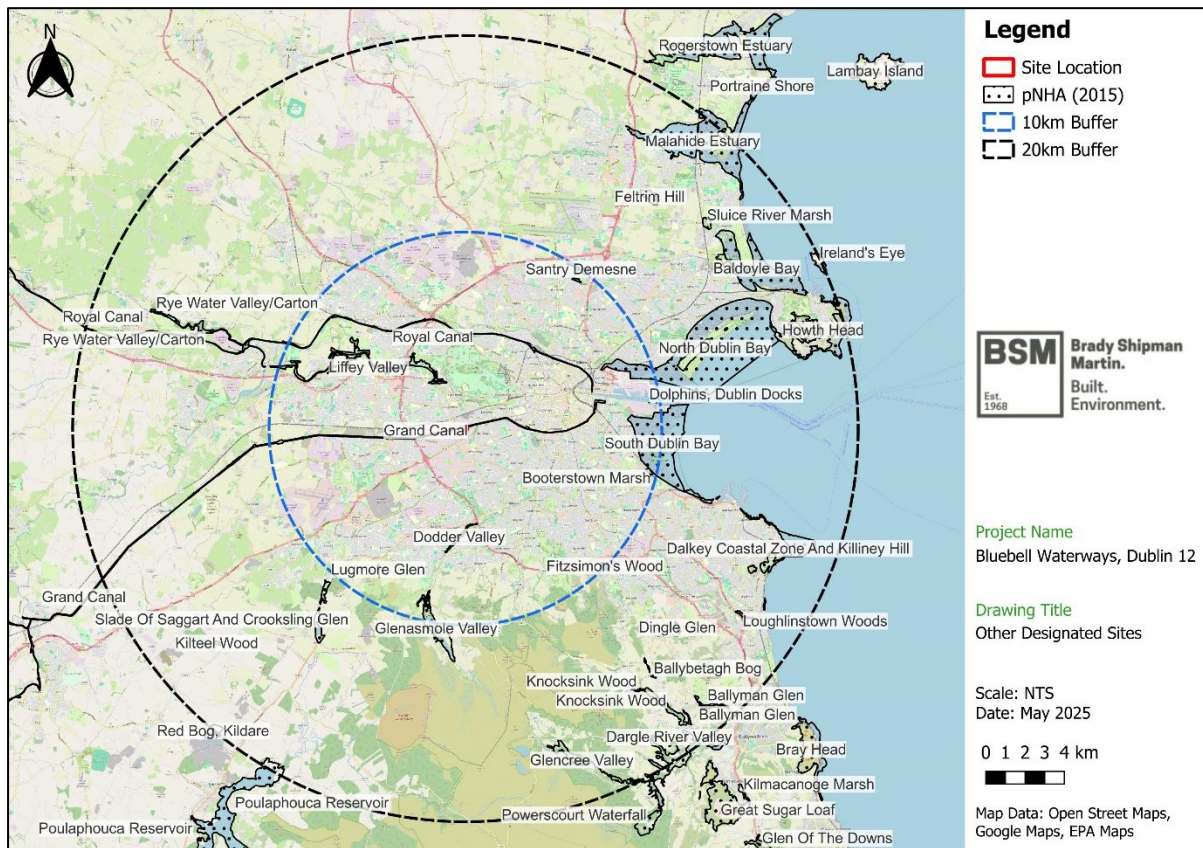 N
Rogerstown Estuary
Lambay Island
Portraine Shore
Malahide Estuary
Feltrim Hill
Sluice River Marsh
Ireland's Eye
Baldoyle Bay
Santry Demesne
Rye Water Valley/Carton
Royal Canal
Rye Water Valley/Carton
Royal Canal
Howth Head
North Dublin Bay
Liffey Valley
Dolphins, Dublin Docks
Grand Canal
South Dublin Bay
Booterstown Marsh
Dodder Valley
Dalkey Coastal Zone And Killiney Hill
Fitzsimon's Wood
Lugmore Glen
Grand Canal
Slade Of Saggart And Crooksling Glen
Glenasmole Valley
Kilteel Wood
Loughlinstown Woods
Dingle Glen
Ballybetagh Bog
Knocksink Wood
Knocksink Wood
Ballyman Glen
Ballyman Glen
Red Bog, Kildare
Dargle River Valley
Bray Head
Glencree Valley
Kilmacanoge Marsh
Poulaphouca Reservoir
Powerscourt Waterfall
Great Sugar Loaf
Poulaphouca Reservoir
Glen Of The Downs
Legend
Site Location
pNHA (2015)
10km Buffer
20km Buffer
BSM
Est.
1968
Brady Shipman
Martin.
Built.
Environment.
Project Name
Bluebell Waterways, Dublin 12
Drawing Title
Other Designated Sites
Scale: NTS
Date: May 2025
0 1 2 3 4 km
Map Data: Open Street Maps,
Google Maps, EPA Maps